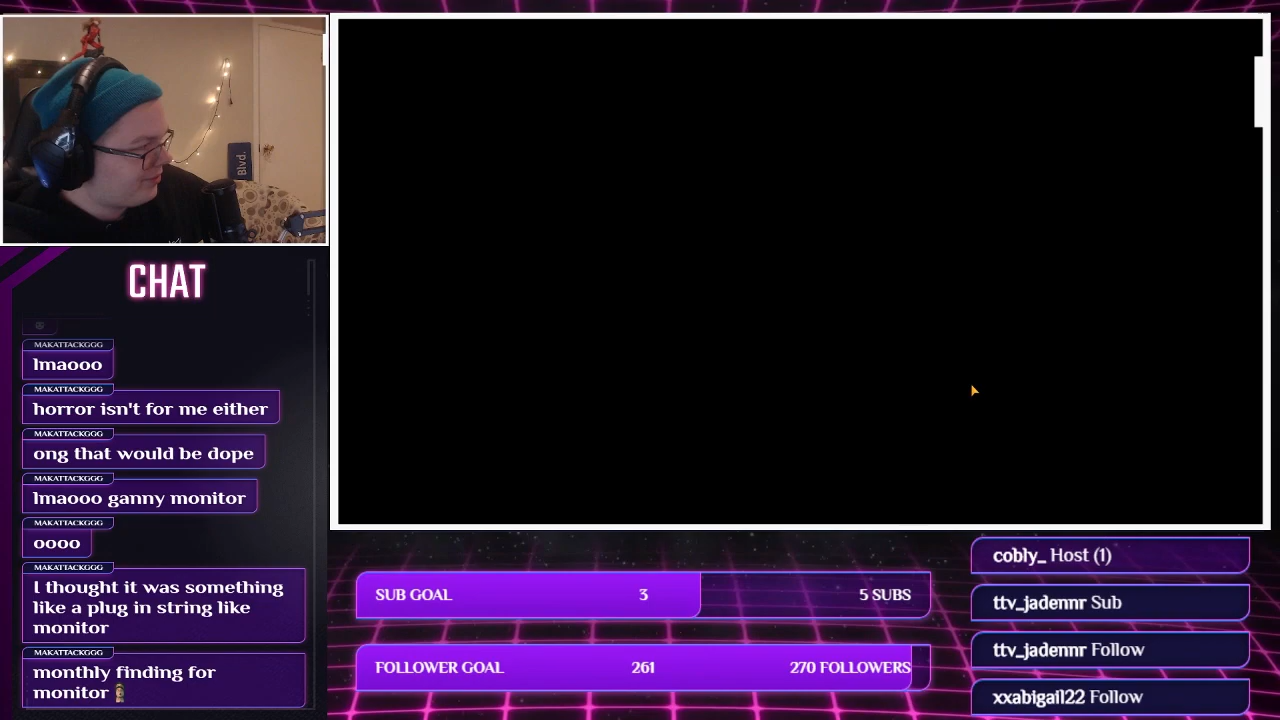 Blvd.
CHAT
MAKATTACKGGG
lmaooo
MAKATTACKGGG
horror isn't for me either
MAKATTACKGGG
ong that would be dope
MAKATTACKGGG
lmaooo ganny monitor
MAKATTACKGGG
oooo
MAKATTACKGGG
I thought it was something
like a plug in string like
monitor
MAKATTACKGGG
monthly finding for
monitor
SUB GOAL 3 5 SUBS
FOLLOWER GOAL 261 270 FOLLOWERS
cobly_ Host (1)
ttv_jadennr Sub
ttv_jadennr Follow
xxabigail22 Follow